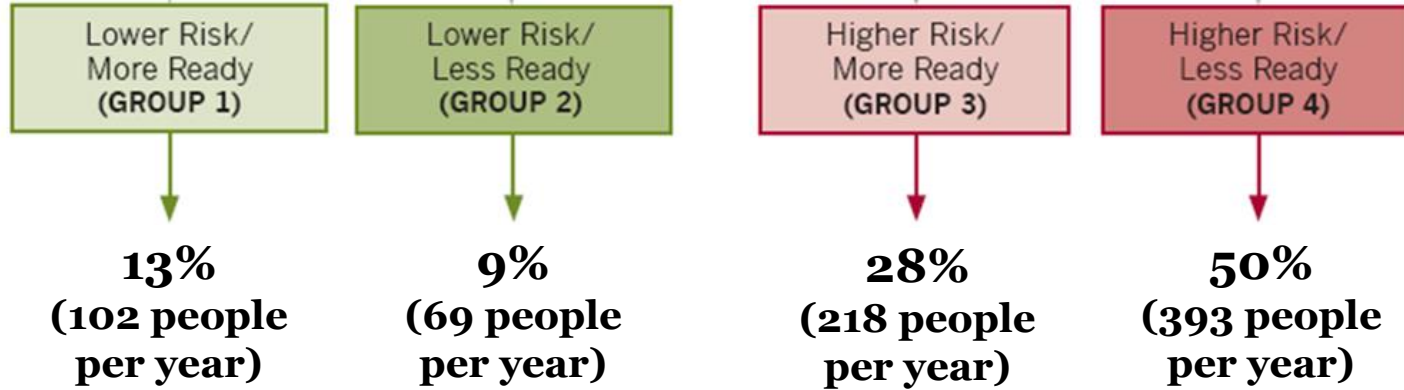 Lower Risk/
More Ready
(GROUP 1)
Lower Risk/
Less Ready
(GROUP 2)
Higher Risk/
More Ready
(GROUP 3)
Higher Risk/
Less Ready
(GROUP 4)
13%
(102 people
per year)
9%
(69 people
per year)
28%
(218 people
per year)
50%
(393 people
per year)